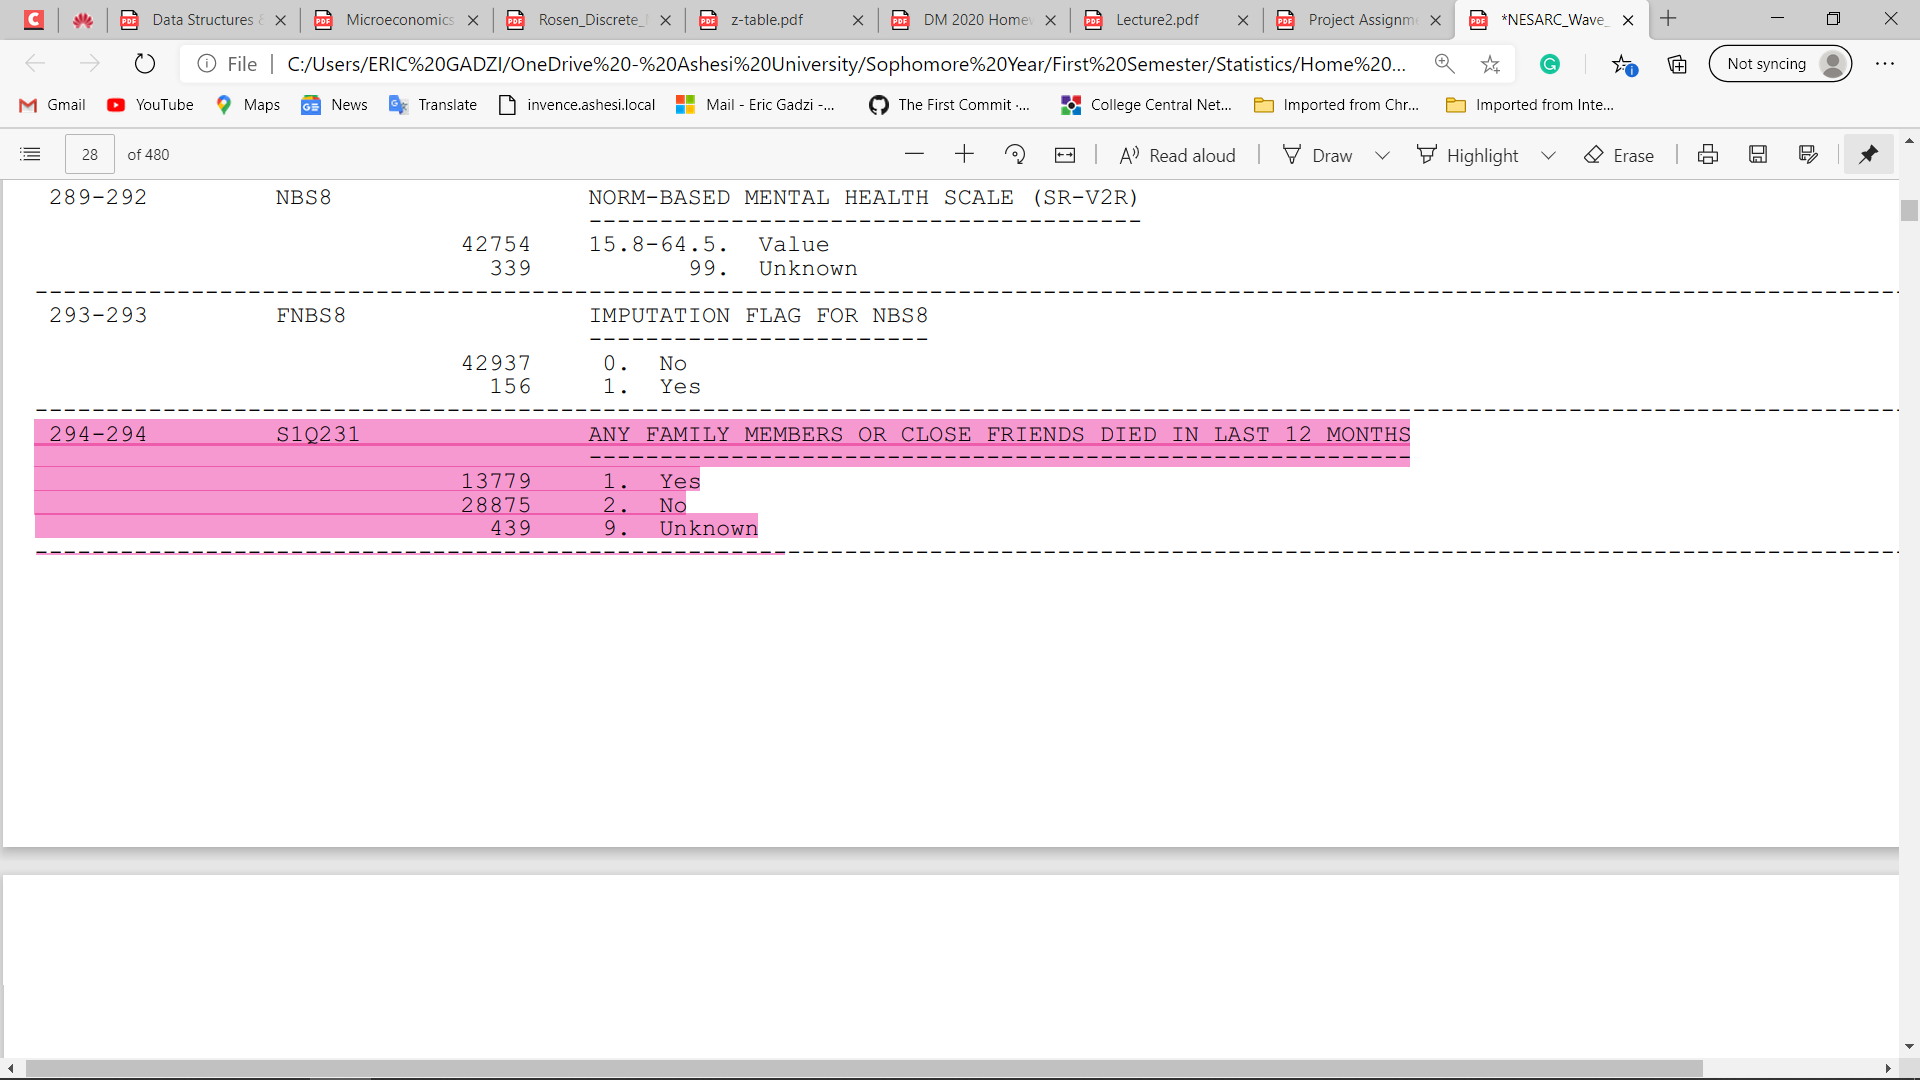 Data Structures &
Microeconomics
Rosen_Discrete_
z-table.pdf
DM 2020 Home
Lecture2.pdf
Project Assignm
*NESARC_Wave_
File
C:/Users/ERIC%20GADZI/OneDrive%20-%20Ashesi%20University/Sophomore%20Year/First%20Semester/Statistics/Home%20...
Not syncing
Gmail
YouTube
Maps
News
Translate
invence.ashesi.local
Mail - Eric Gadzi -...
The First Commit -...
College Central Net...
Imported from Chr...
Imported from Inte...
28 of 480
Read aloud
Draw
Highlight
Erase
289-292 NBS8 NORM-BASED MENTAL HEALTH SCALE (SR-V2R)
42754 15.8-64.5. Value
339 99. Unknown
293-293 FNBS8 IMPUTATION FLAG FOR NBS8
42937 0. No
156 1. Yes
294-294 S1Q231 ANY FAMILY MEMBERS OR CLOSE FRIENDS DIED IN LAST 12 MONTHS
13779 1. Yes
28875 2. No
439 9. Unknown